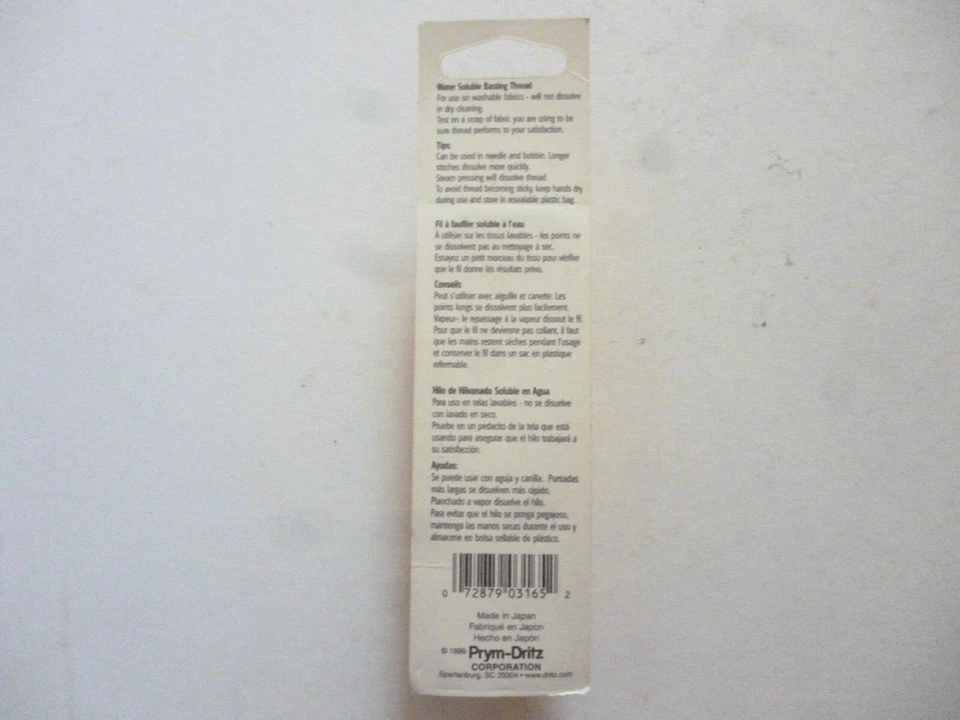 Water Soluble Basting Thread
For use on washable fabrics - will not dissolve
in dry cleaning.
Test on a scrap of fabric you are using to be
sure thread performs to your satisfaction.
Tips:
Can be used in needle and bobbin. Longer
stitches dissolve more quickly.
Steam pressing will dissolve thread.
To avoid thread becoming sticky, keep hands dry
during use and store in resealable plastic bag.
Fil à faufiler soluble à l'eau
À utiliser sur les tissus lavables - les points ne
se dissolvent pas au nettoyage à sec.
Essayez un petit morceau du tissu pour vérifier
que le fil donne les résultats prévu.
Conseils
Peut s'utiliser avec aiguille et canette. Les
points longs se dissolvent plus facilement.
le repassage à la vapeur dissout le fil.
Pour que le fil ne devienne pas collant, il faut
que les mains restent sèches pendant l'usage
et conserver le fil dans un sac en plastique
refermable.
Hilo de Hilvanado Soluble en Agua
Para uso en telas lavables - no se disuelve
con lavado en seco.
Pruebe en un pedacito de la tela que está
usando para asegurar que el hilo trabajará a
su satisfacción.
Ayudas:
Se puede usar con aguja y canilla. Puntadas
más largas se disuelven más rápido.
Planchado a vapor disuelve el hilo.
Para evitar que el hilo se ponga pegajoso,
mantenga las manos secas durante el uso y
almacene en bolsa sellable de plástico.
0 72879 03165 2
Made in Japan
Fabriqué en Japon
Hecho en Japón
© 1999 Prym-Dritz
CORPORATION
Spartanburg, SC 29304 • www.dritz.com